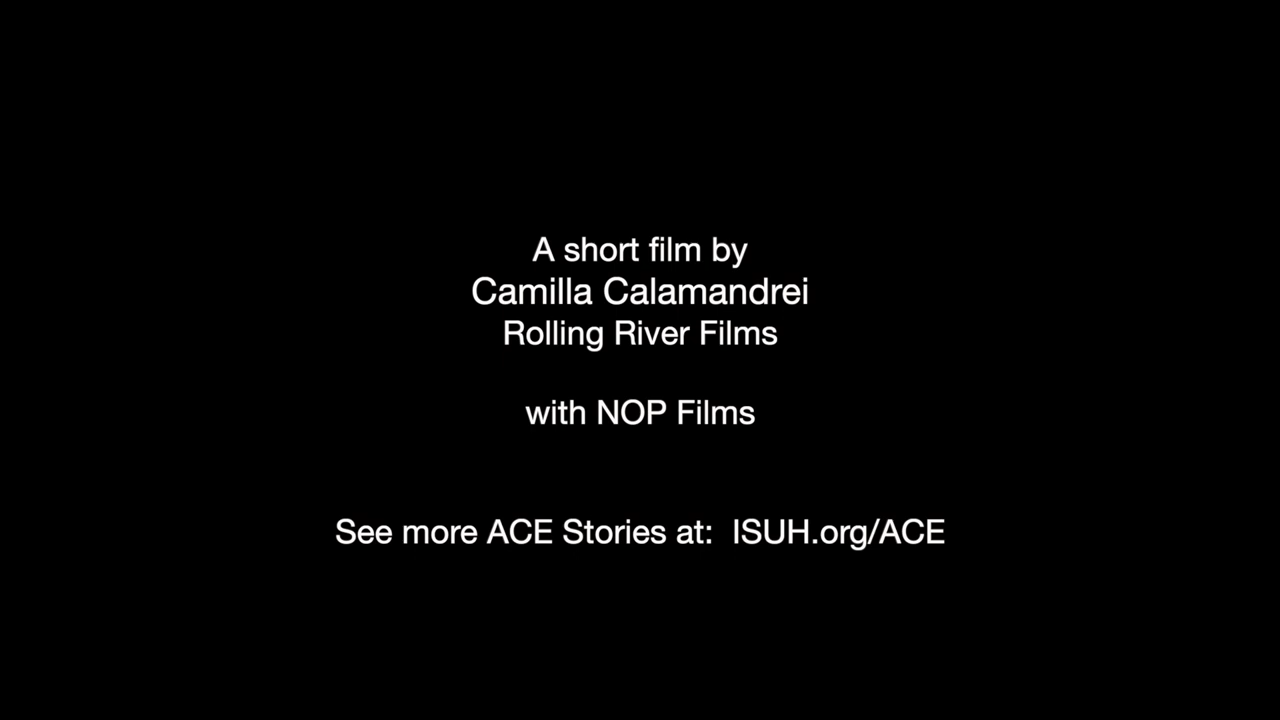 A short film by
Camilla Calamandrei
Rolling River Films
with NOP Films
See more ACE Stories at:  ISUH.org/ACE